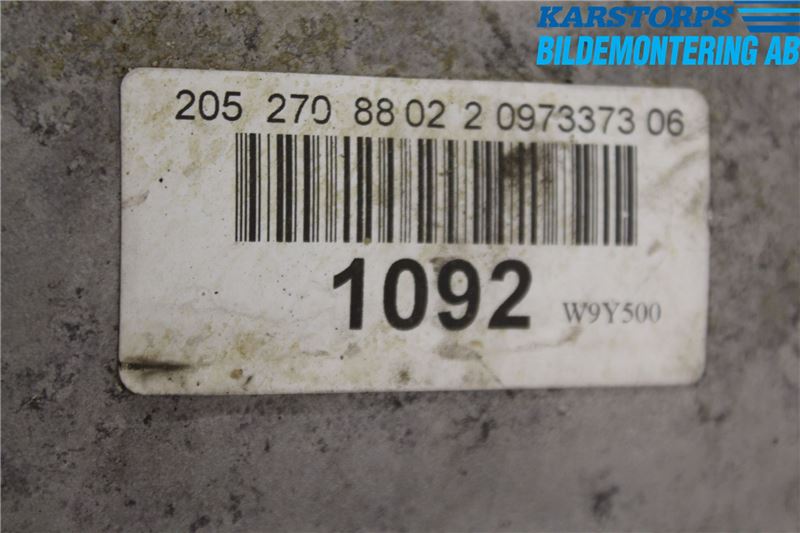 KARSTORPS
BILDEMONTERING AB
205 270 88 02 2 0973373 06
1092 W9Y500